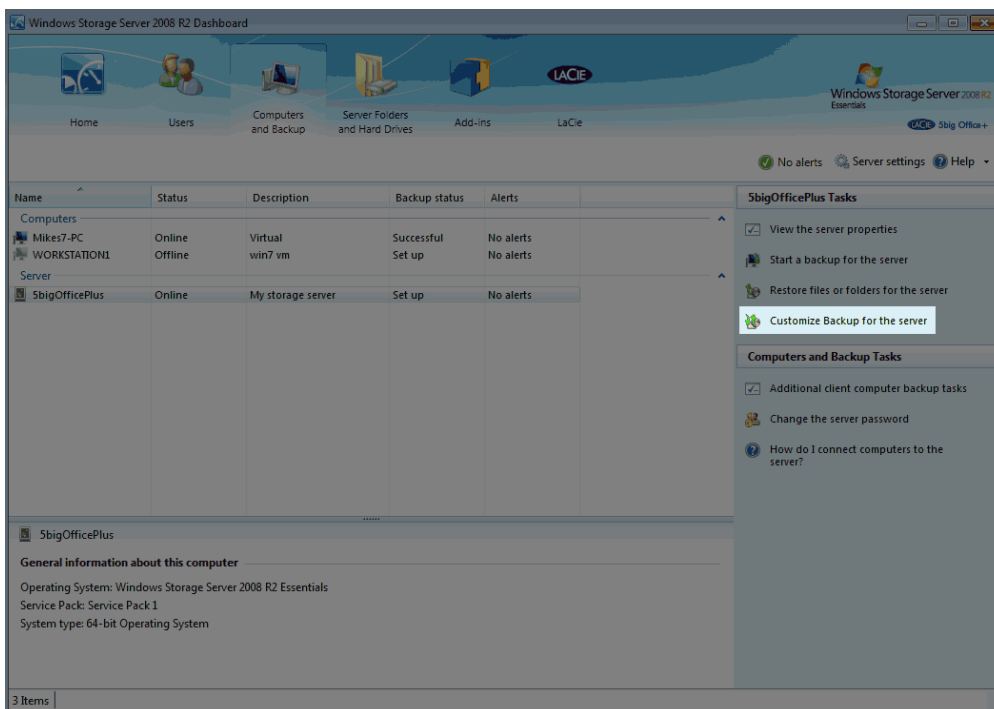 Windows Storage Server 2008 R2 Dashboard
Home
Users
Computers
and Backup
Server Folders
and Hard Drives
Add-ins
LACIE
LaCie
Windows Storage Server 2008 R2
Essentials
LACIE 5big Office+
No alerts Server settings Help
Name Status Description Backup status Alerts
Computers
Mikes7-PC Online Virtual Successful No alerts
WORKSTATION1 Offline win7 vm Set up No alerts
Server
5bigOfficePlus Online My storage server Set up No alerts
5bigOfficePlus Tasks
View the server properties
Start a backup for the server
Restore files or folders for the server
Customize Backup for the server
Computers and Backup Tasks
Additional client computer backup tasks
Change the server password
How do I connect computers to the
server?
5bigOfficePlus
General information about this computer
Operating System: Windows Storage Server 2008 R2 Essentials
Service Pack: Service Pack 1
System type: 64-bit Operating System
3 Items